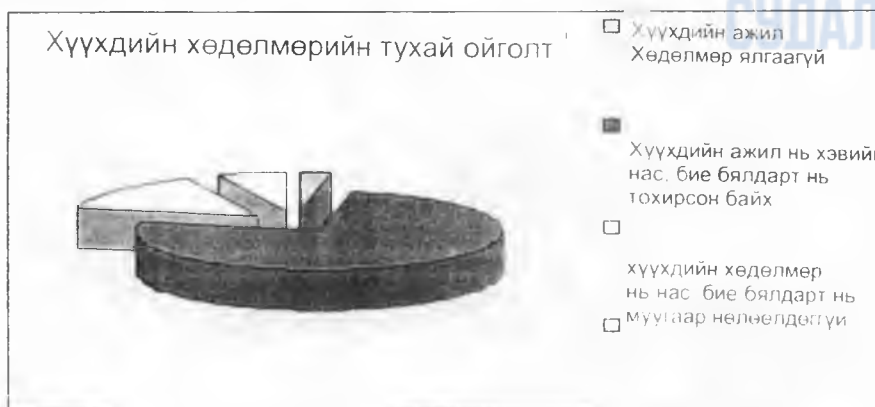 Хүүхдийн хөдөлмөрийн тухай ойголт
Хүүхдийн ажил
Хөдөлмөр ялгаагүй
Хүүхдийн ажил нь хэвийн
нас, бие бялдарт нь
тохирсон байх
хүүхдийн хөдөлмөр
нь нас бие бялдарт нь
муугаар нөлөөлдөггүй